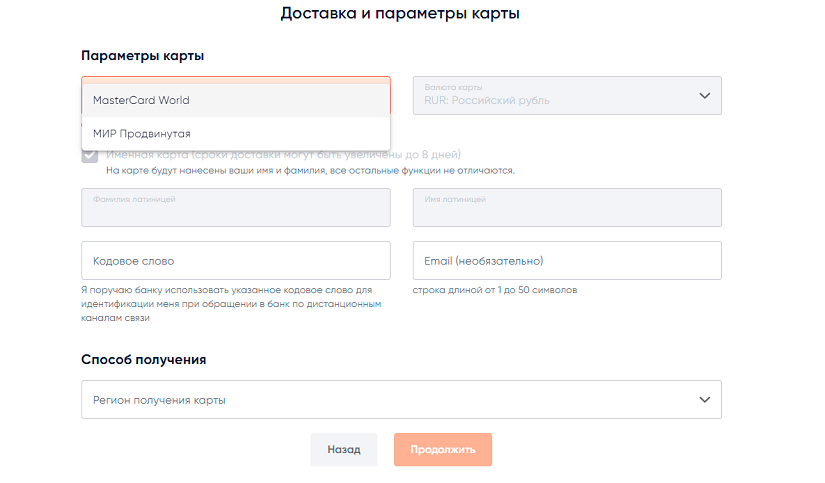 Доставка и параметры карты
Параметры карты
MasterCard World
Валюта карты
RUR: Российский рубль
МИР Продвинутая
Именная карта (сроки доставки могут быть увеличены до 8 дней)
На карте будут нанесены ваши имя и фамилия, все остальные функции не отличаются.
Фамилия латиницей
Имя латиницей
Кодовое слово
Email (необязательно)
Я поручаю банку использовать указанное кодовое слово для
идентификации меня при обращении в банк по дистанционным
каналам связи
строка длиной от 1 до 50 символов
Способ получения
Регион получения карты
Назад
Продолжить